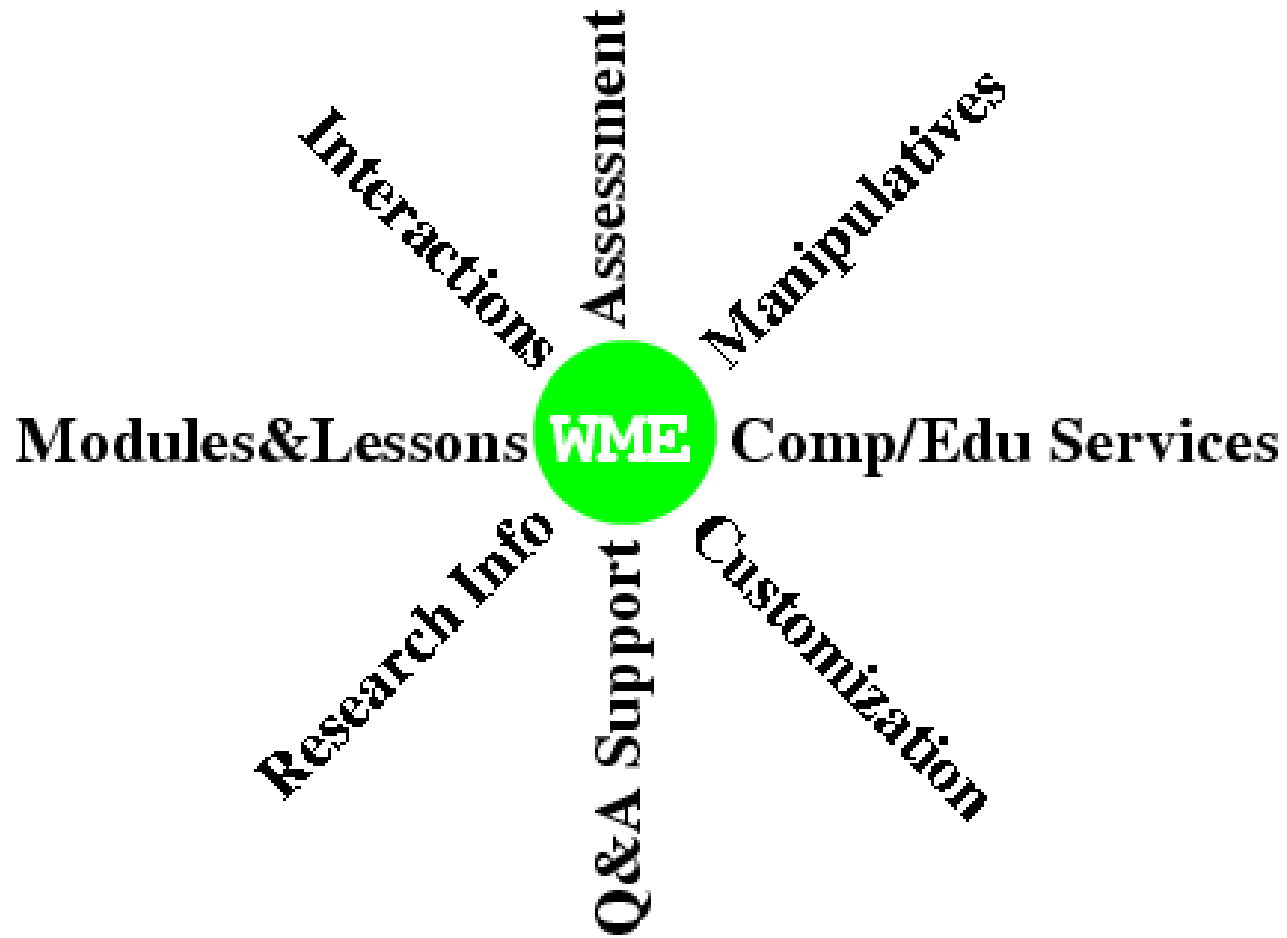 Assessment
Interactions
Manipulatives
Modules&Lessons
WME
Comp/Edu Services
Research Info
Q&A Support
Customization